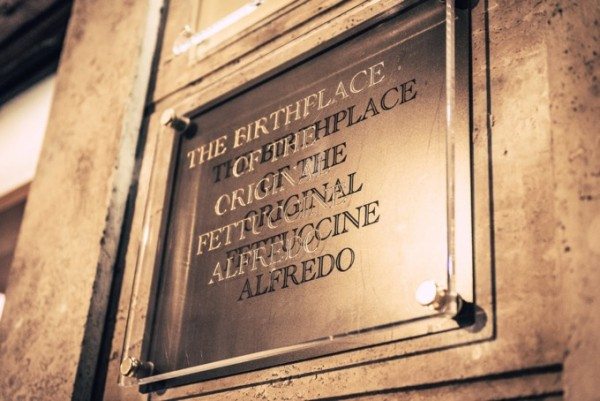 THE BIRTHPLACE
OF THE
ORIGINAL
FETTUCCINE
ALFREDO